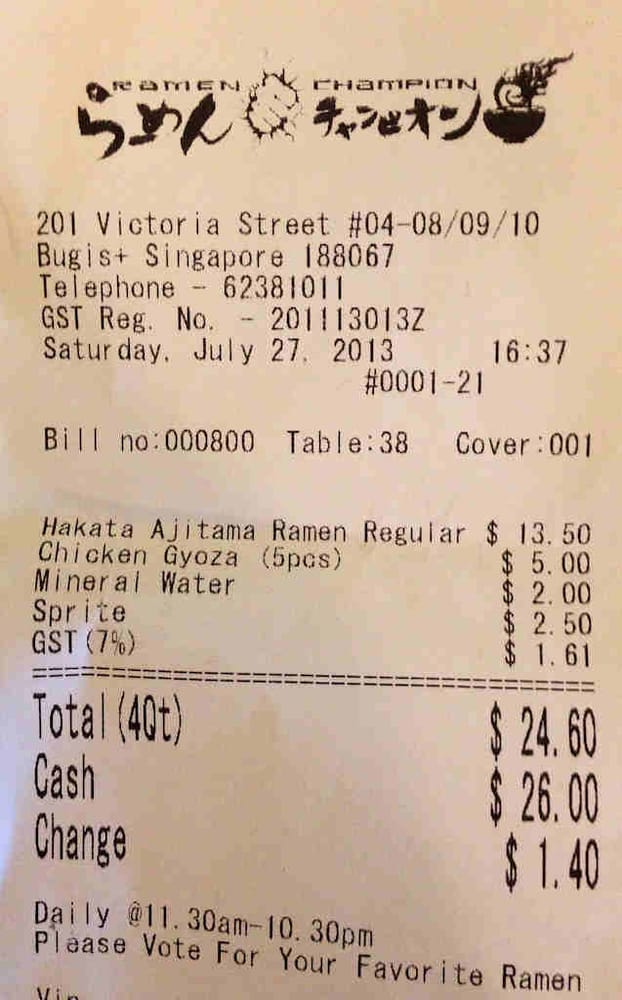 RAMEN CHAMPION
らーめん チャンピオン
201 Victoria Street #04-08/09/10
Bugis+ Singapore 188067
Telephone - 62381011
GST Reg. No. - 201113013Z
Saturday, July 27, 2013 16:37
#0001-21
Bill no:000800 Table:38 Cover:001
Hakata Ajitama Ramen Regular $ 13.50
Chicken Gyoza (5pcs) $ 5.00
Mineral Water $ 2.00
Sprite $ 2.50
GST(7%) $ 1.61
Total(4Qt) $ 24.60
Cash $ 26.00
Change $ 1.40
Daily @11.30am-10.30pm
Please Vote For Your Favorite Ramen